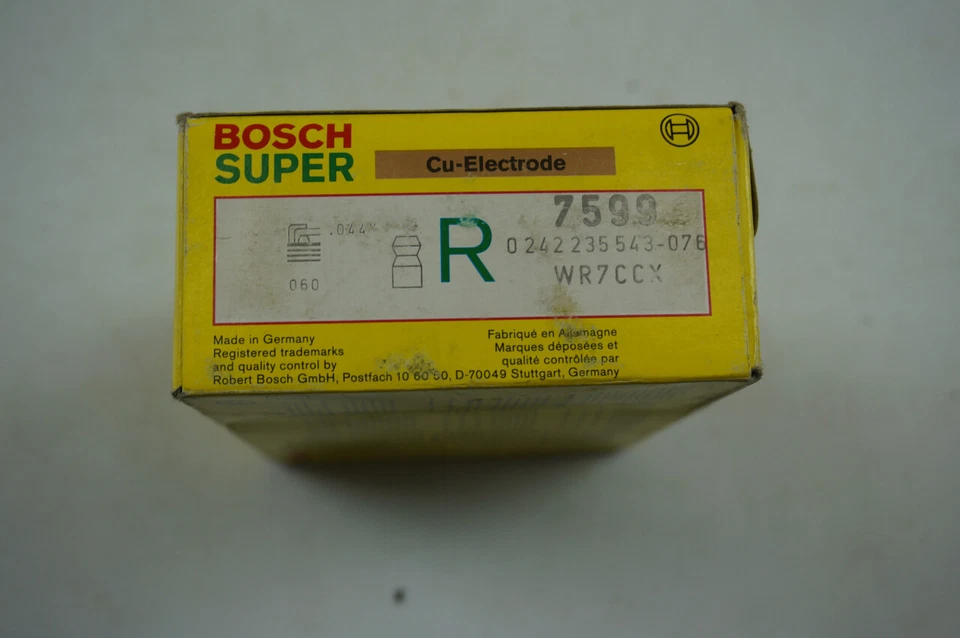 BOSCH
SUPER
Cu-Electrode
.044"
060
R
7599
0 242 235 543-076
WR7CCX
Made in Germany
Registered trademarks
and quality control by
Robert Bosch GmbH, Postfach 10 60 50, D-70049 Stuttgart, Germany
Fabriqué en Allemagne
Marques déposées et
qualité contrôlée par